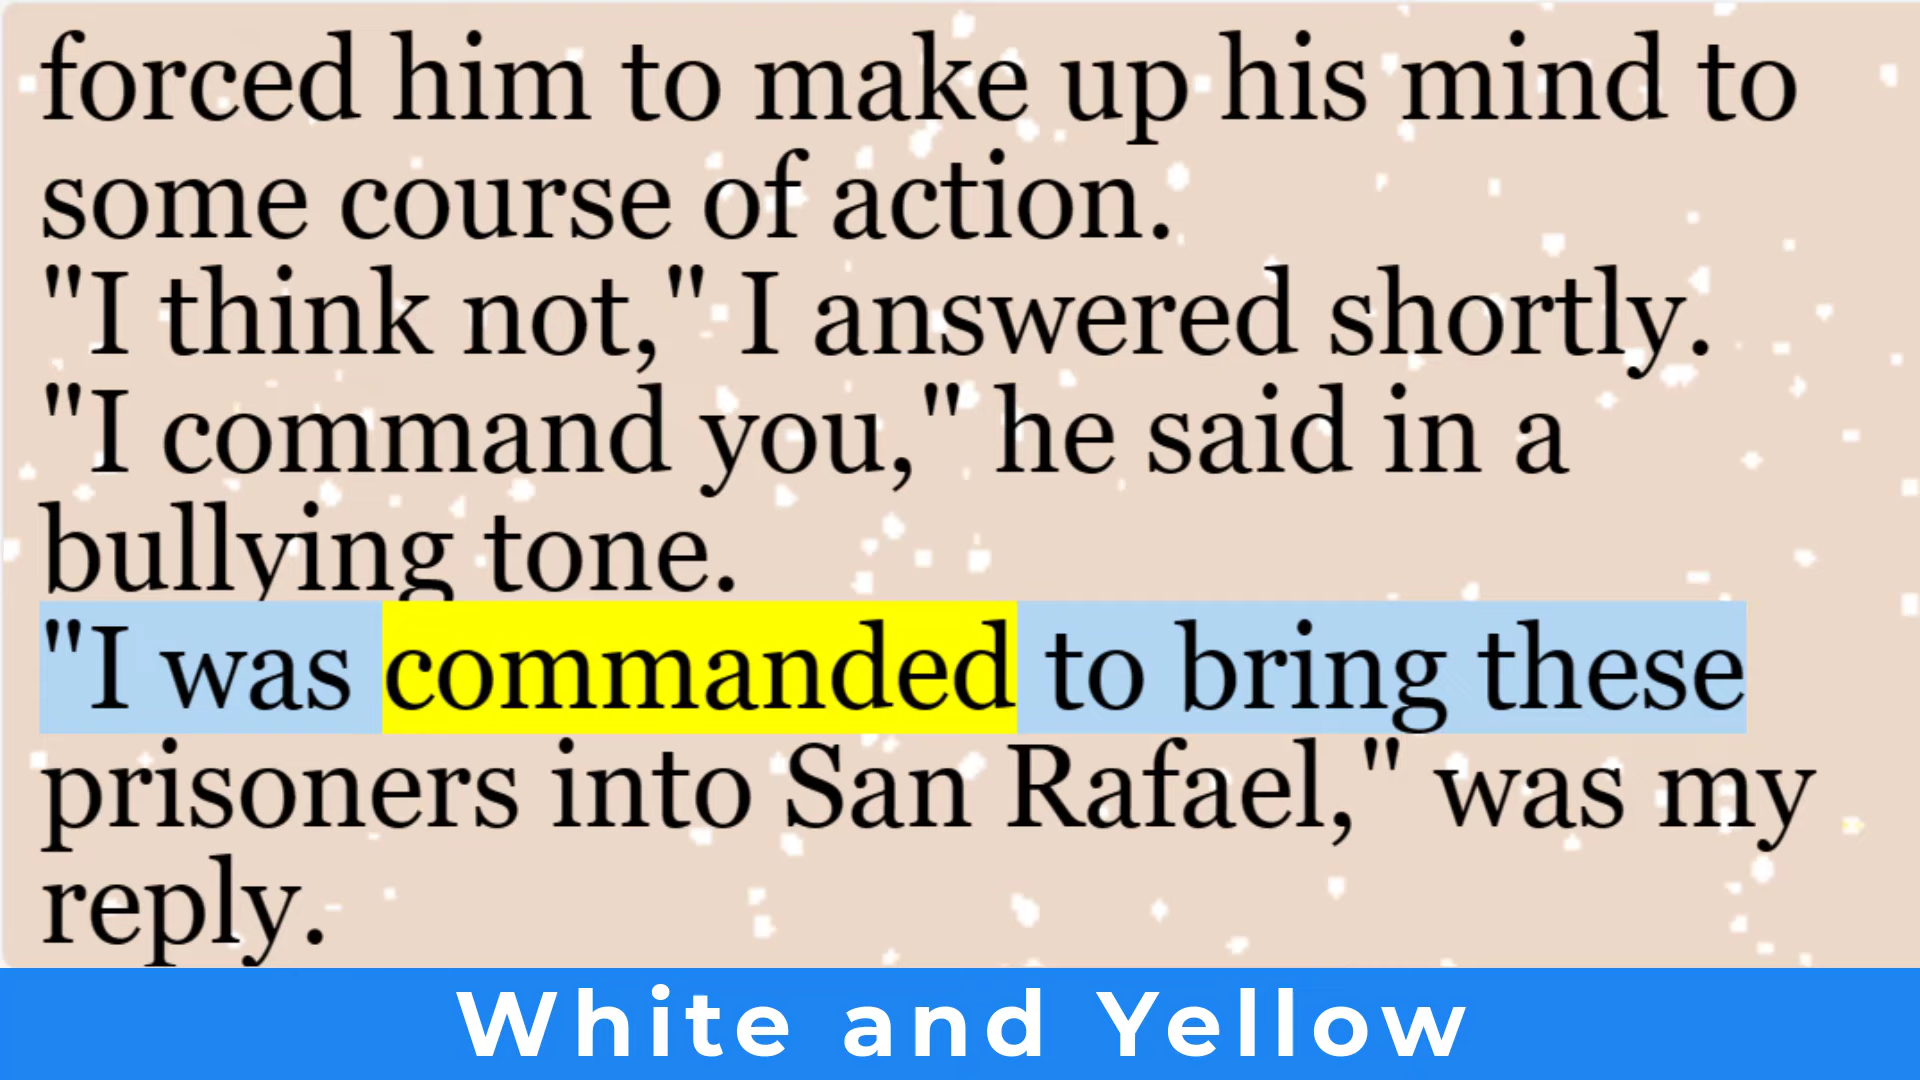 forced him to make up his mind to
some course of action.
"I think not," I answered shortly.
"I command you," he said in a
bullying tone.
"I was commanded to bring these
prisoners into San Rafael," was my
reply.
White and Yellow